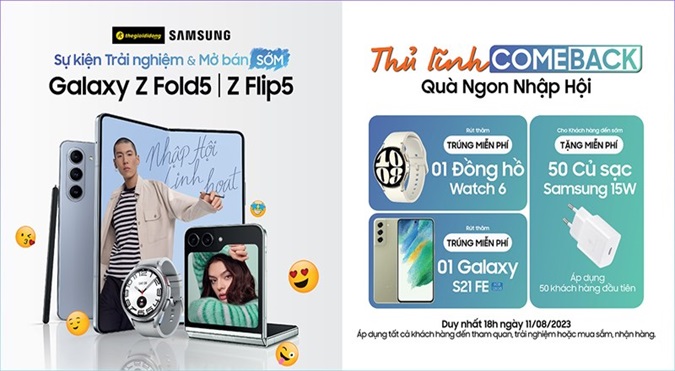 thegioididong
SAMSUNG
Sự kiện Trải nghiệm & Mở bán SỚM
Galaxy Z Fold5 | Z Flip5
Nhập Hội
Linh hoạt
Thủ lĩnh COMEBACK
Quà Ngon Nhập Hội
Rút thăm
TRÚNG MIỄN PHÍ
01 Đồng hồ
Watch 6
Rút thăm
TRÚNG MIỄN PHÍ
01 Galaxy
S21 FE
Cho Khách hàng đến sớm
TẶNG MIỄN PHÍ
50 Củ sạc
Samsung 15W
Áp dụng
50 khách hàng đầu tiên
Duy nhất 18h ngày 11/08/2023
Áp dụng tất cả khách hàng đến tham quan, trải nghiệm hoặc mua sắm, nhận hàng.